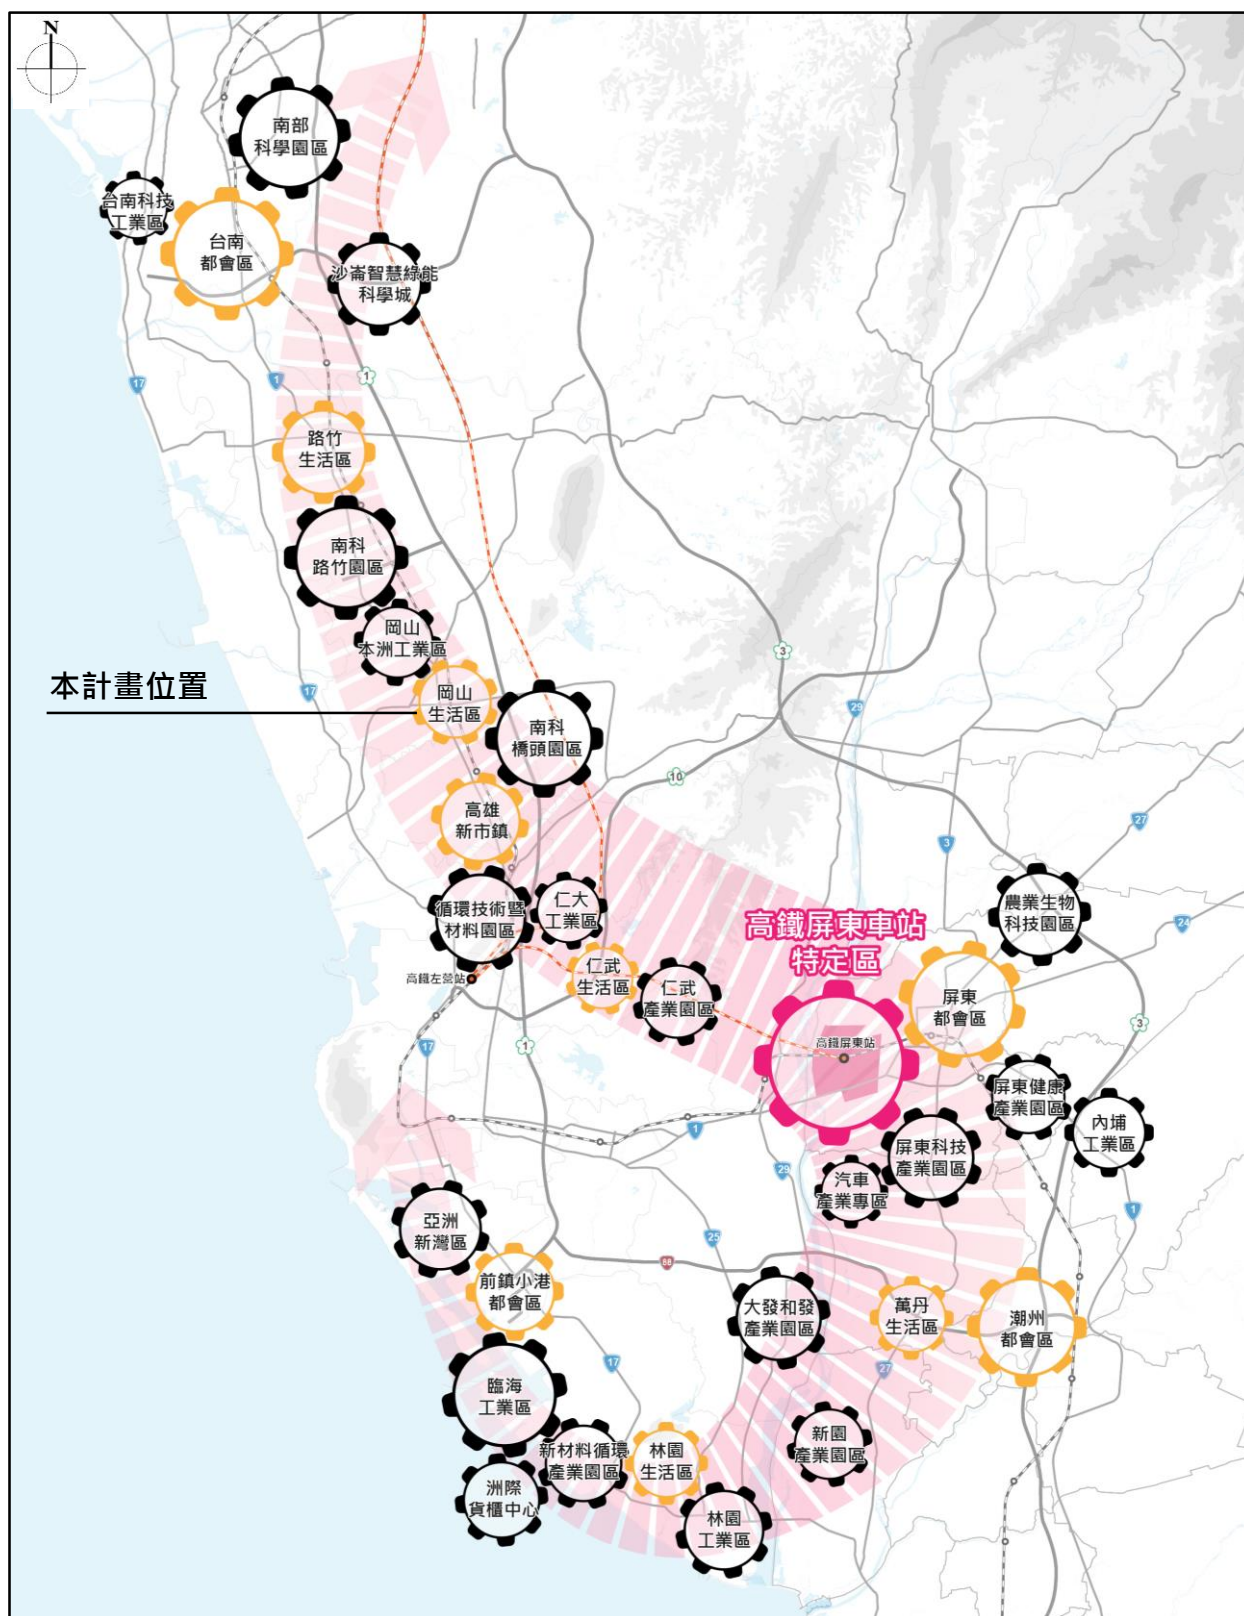 N
南部
科學園區
台南科技
工業區
台南
都會區
沙崙智慧綠能
科學城
17
1
1
路竹
生活區
南科
路竹園區
岡山
本洲工業區
3
本計畫位置
17
岡山
生活區
南科
橋頭園區
29
10
高雄
新市鎮
27
3
循環技術暨
材料園區
仁大
工業區
農業生物
科技園區
24
高鐵屏東車站
特定區
高鐵左營站
仁武
生活區
仁武
產業園區
屏東
都會區
3
17
1
高鐵屏東站
屏東健康
產業園區
1
內埔
工業區
屏東科技
產業園區
29
汽車
產業專區
1
亞洲
新灣區
25
88
前鎮小港
都會區
大發和發
產業園區
萬丹
生活區
潮州
都會區
17
27
臨海
工業區
新園
產業園區
新材料循環
產業園區
林園
生活區
洲際
貨櫃中心
林園
工業區